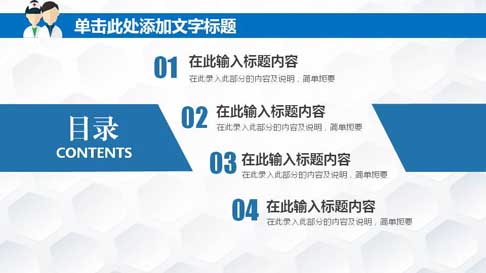 单击此处添加文字标题
01 在此输入标题内容
在此录入此部分的内容及说明，简单扼要
目录
CONTENTS
02 在此输入标题内容
在此录入此部分的内容及说明，简单扼要
03 在此输入标题内容
在此录入此部分的内容及说明，简单扼要
04 在此输入标题内容
在此录入此部分的内容及说明，简单扼要